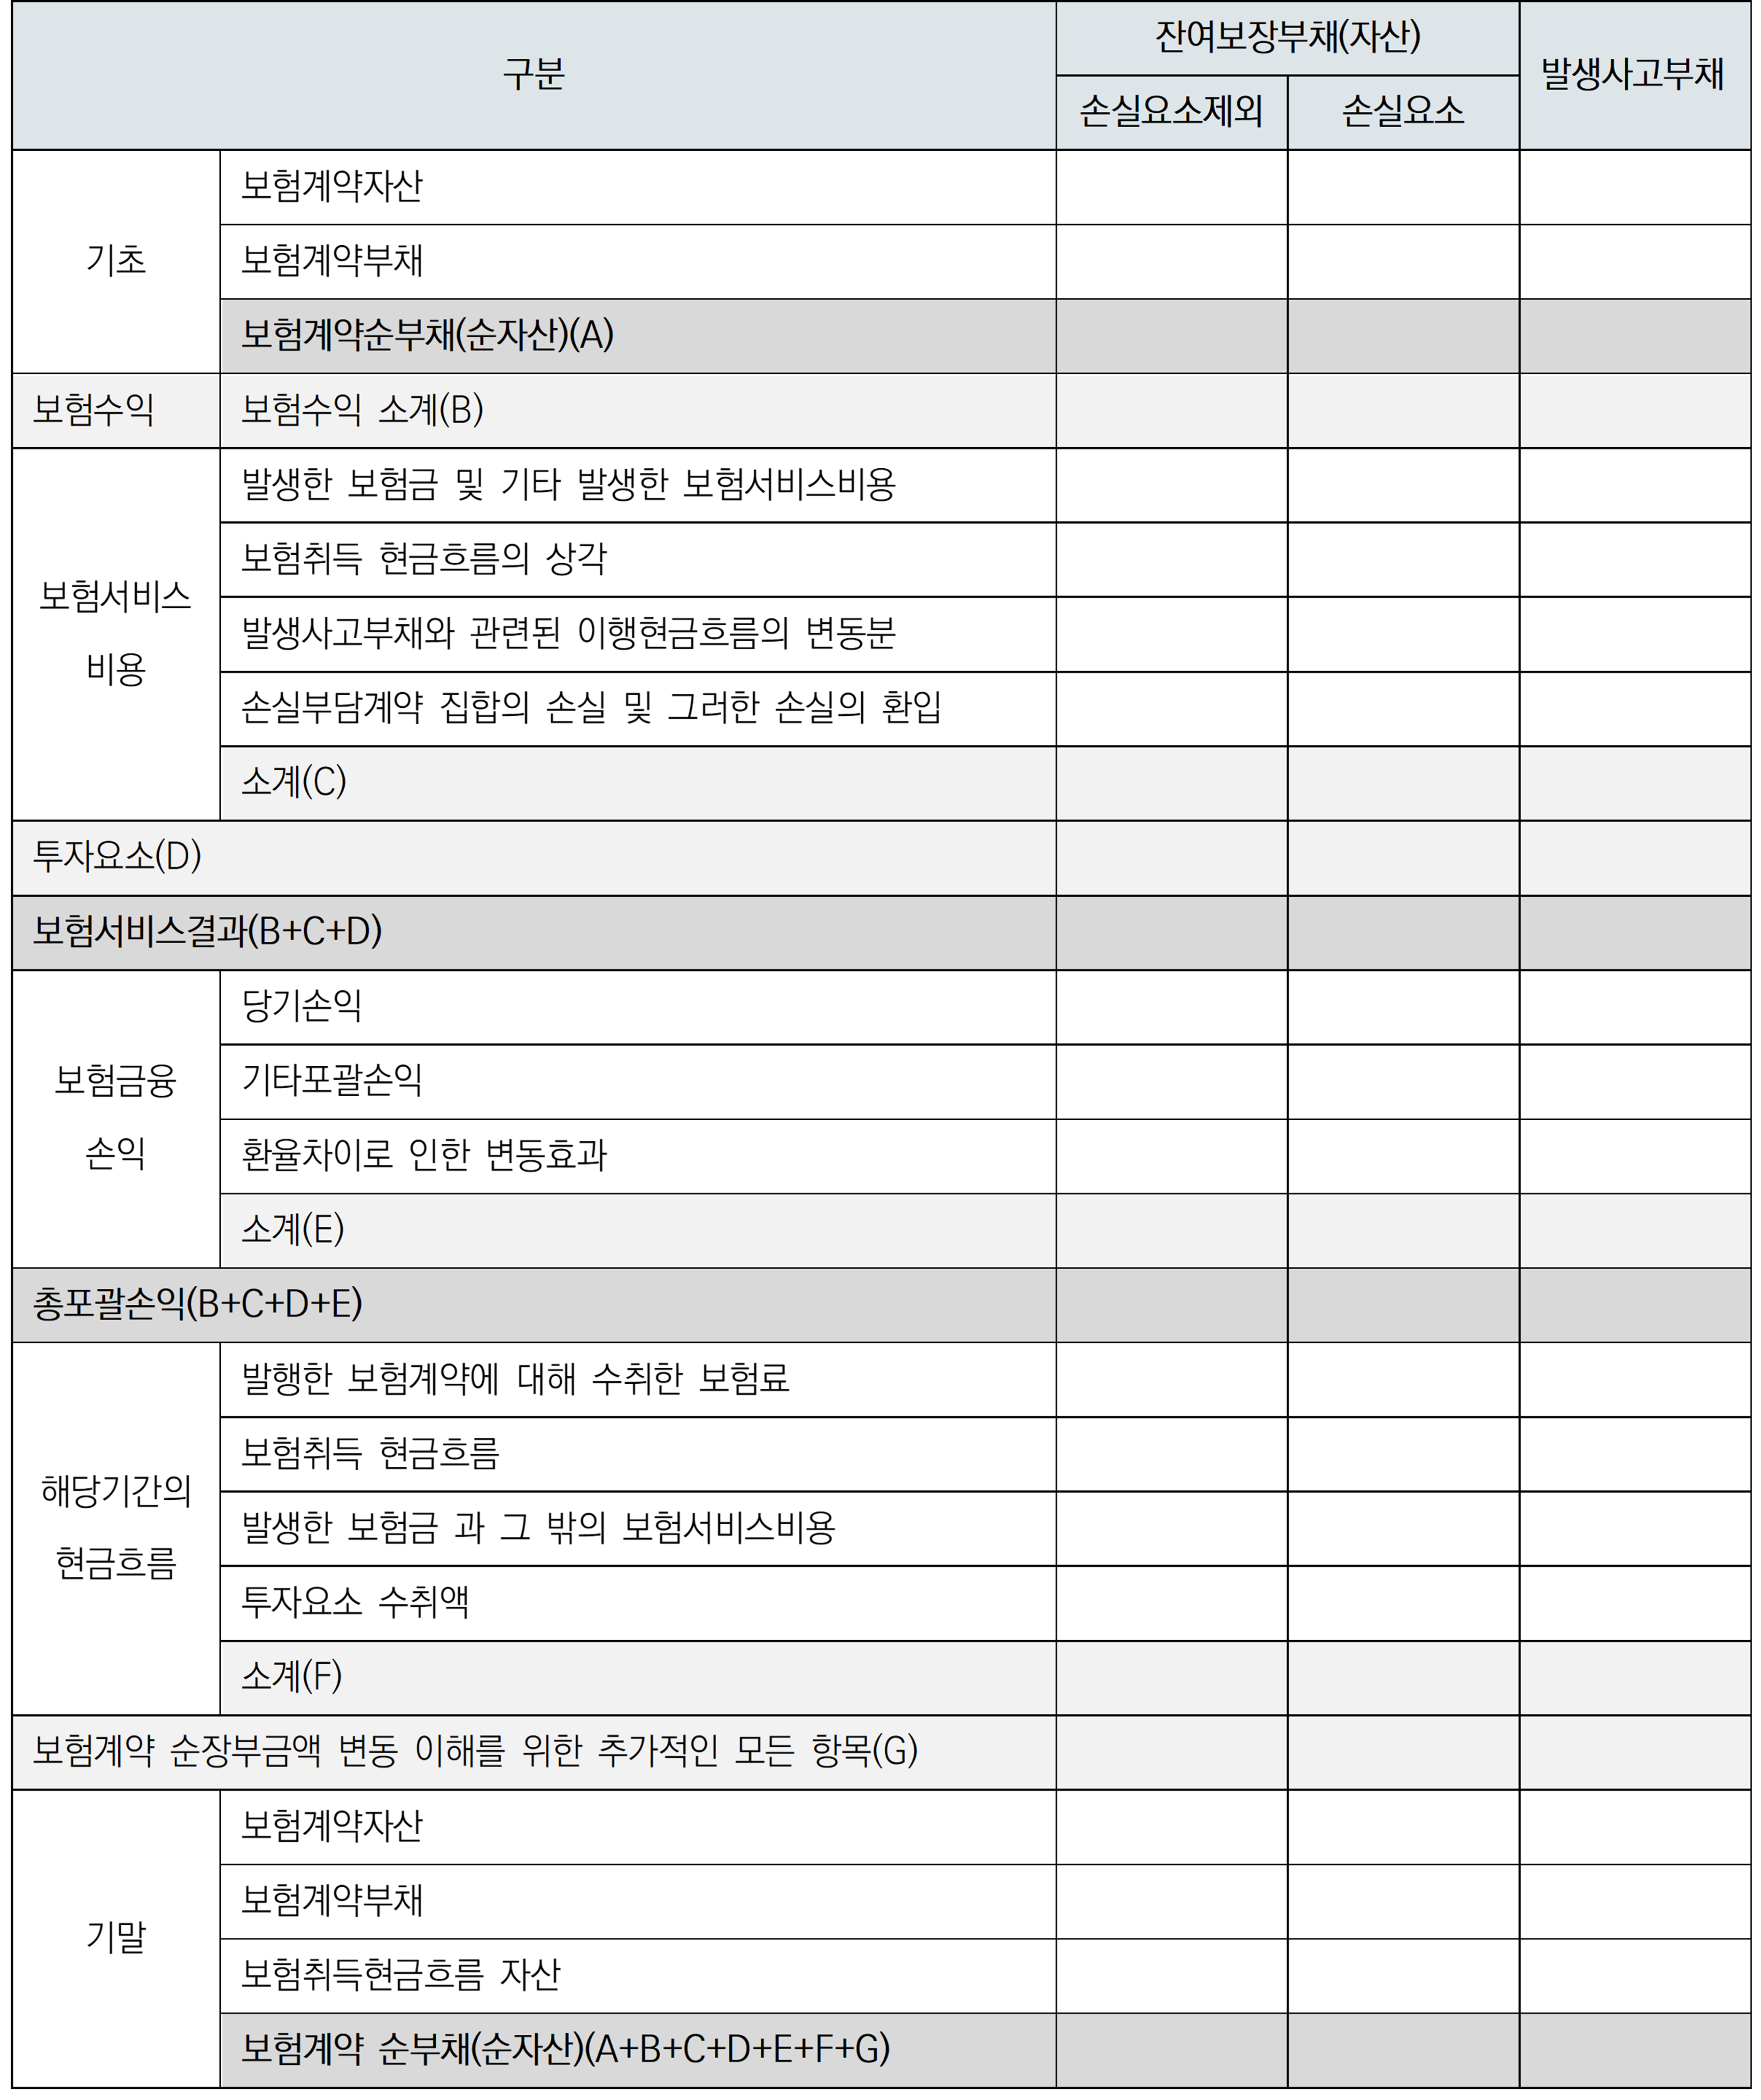 구분
잔여보장부채(자산)
발생사고부채
손실요소제외
손실요소
기초
보험계약자산
보험계약부채
보험계약순부채(순자산)(A)
보험수익
보험수익 소계(B)
보험서비스
비용
발생한 보험금 및 기타 발생한 보험서비스비용
보험취득 현금흐름의 상각
발생사고부채와 관련된 이행현금흐름의 변동분
손실부담계약 집합의 손실 및 그러한 손실의 환입
소계(C)
투자요소(D)
보험서비스결과(B+C+D)
보험금융
손익
당기손익
기타포괄손익
환율차이로 인한 변동효과
소계(E)
총포괄손익(B+C+D+E)
해당기간의
현금흐름
발행한 보험계약에 대해 수취한 보험료
보험취득 현금흐름
발생한 보험금 과 그 밖의 보험서비스비용
투자요소 수취액
소계(F)
보험계약 순장부금액 변동 이해를 위한 추가적인 모든 항목(G)
기말
보험계약자산
보험계약부채
보험취득현금흐름 자산
보험계약 순부채(순자산)(A+B+C+D+E+F+G)